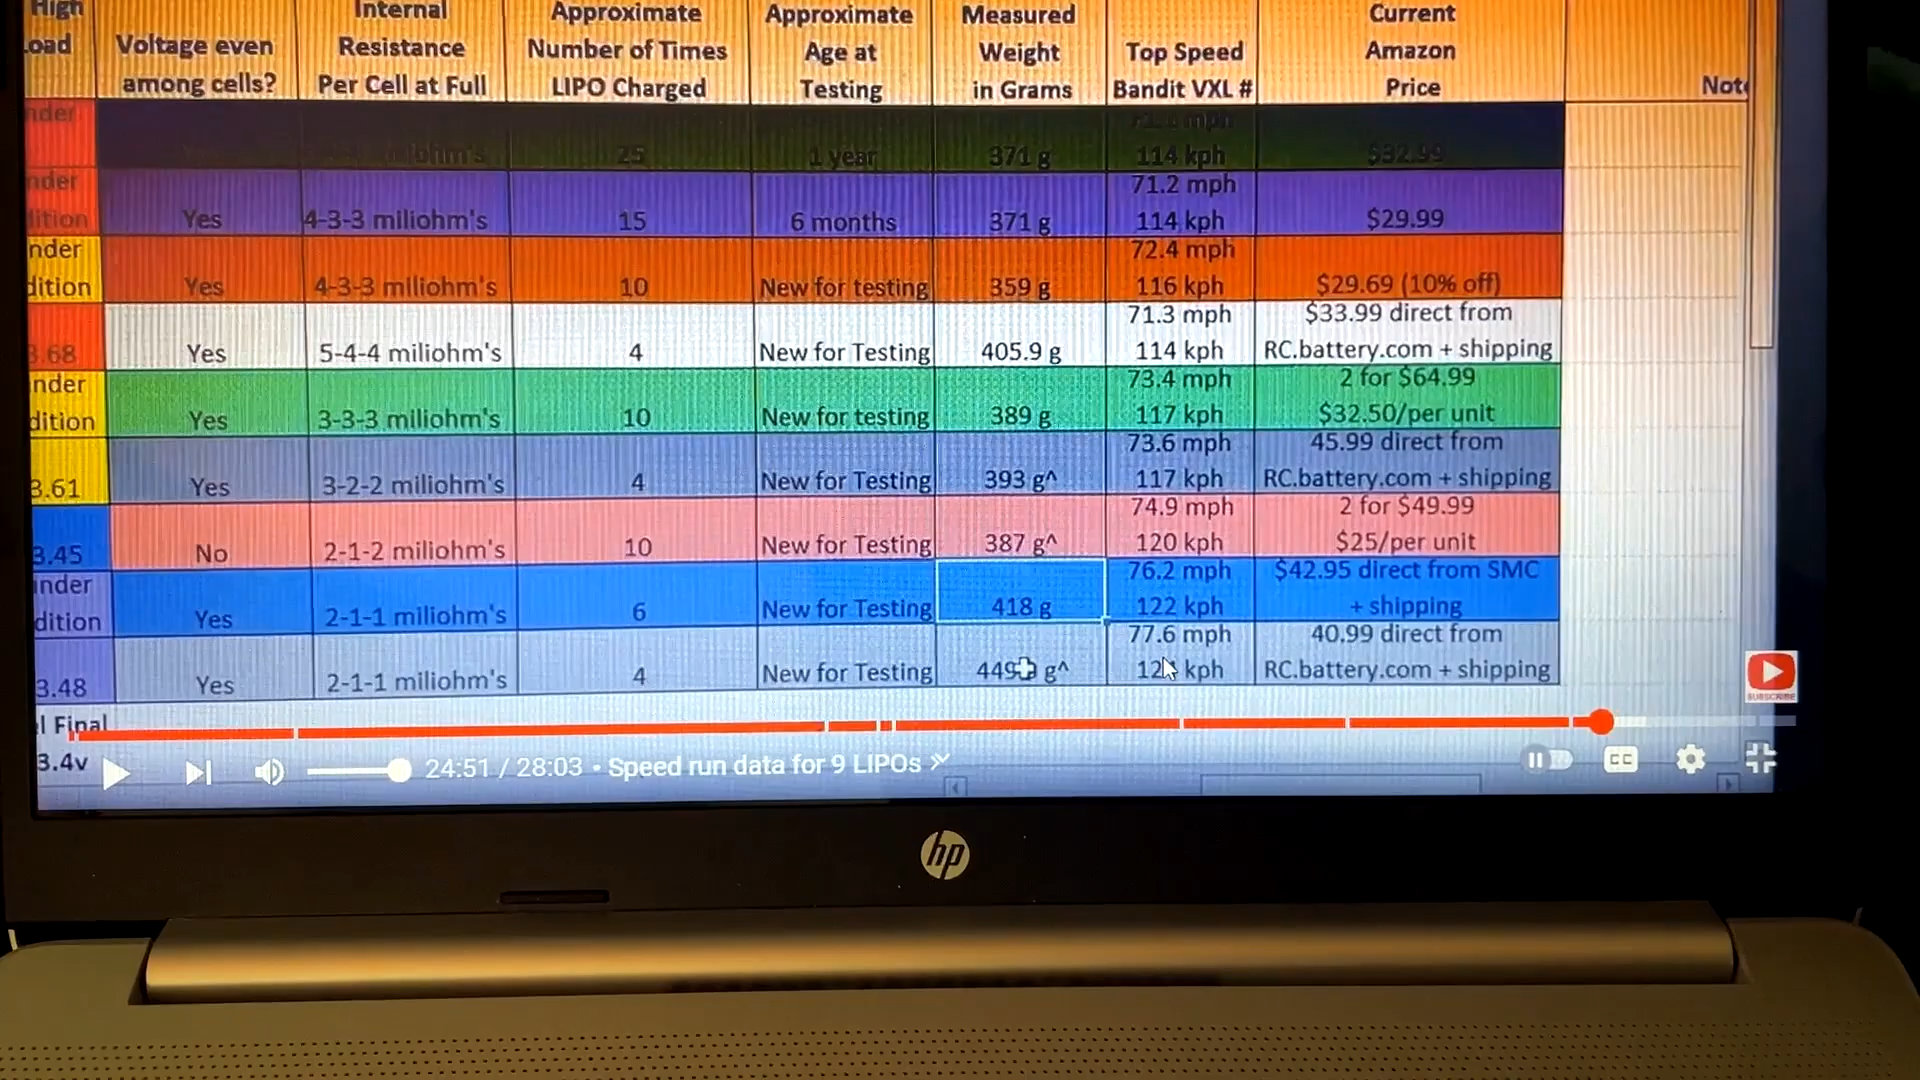 High
Load
Voltage even
among cells?
Internal
Resistance
Per Cell at Full
Approximate
Number of Times
LIPO Charged
Approximate
Age at
Testing
Measured
Weight
in Grams
Top Speed
Bandit VXL #
Current
Amazon
Price
Note
nder
25
1 year
371 g
114 kph
$32.99
nder
dition
Yes
4-3-3 miliohm's
15
6 months
371 g
71.2 mph
114 kph
$29.99
nder
dition
Yes
4-3-3 miliohm's
10
New for testing
359 g
72.4 mph
116 kph
$29.69 (10% off)
3.68
Yes
5-4-4 miliohm's
4
New for Testing
405.9 g
71.3 mph
114 kph
$33.99 direct from
RC.battery.com + shipping
nder
dition
Yes
3-3-3 miliohm's
10
New for testing
389 g
73.4 mph
117 kph
2 for $64.99
$32.50/per unit
3.61
Yes
3-2-2 miliohm's
4
New for Testing
393 g^
73.6 mph
117 kph
45.99 direct from
RC.battery.com + shipping
3.45
No
2-1-2 miliohm's
10
New for Testing
387 g^
74.9 mph
120 kph
2 for $49.99
$25/per unit
nder
dition
Yes
2-1-1 miliohm's
6
New for Testing
418 g
76.2 mph
122 kph
$42.95 direct from SMC
+ shipping
3.48
Yes
2-1-1 miliohm's
4
New for Testing
g^
77.6 mph
kph
40.99 direct from
RC.battery.com + shipping
l Final
3.4v
24:51 / 28:03 • Speed run data for 9 LIPOs
CC
SUBSCRIBE
hp